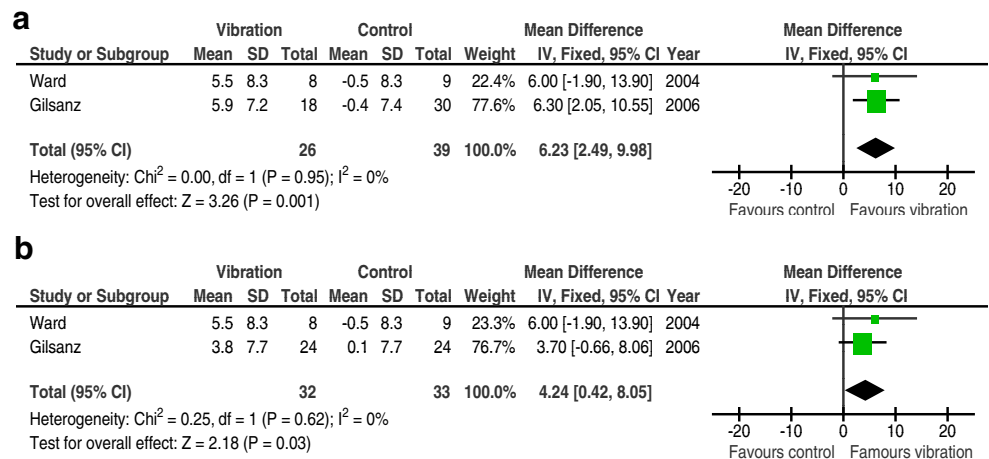 a
Vibration Control Mean Difference Mean Difference
Study or Subgroup Mean SD Total Mean SD Total Weight IV, Fixed, 95% CI Year IV, Fixed, 95% CI
Ward 5.5 8.3 8 -0.5 8.3 9 22.4% 6.00 [-1.90, 13.90] 2004
Gilsanz 5.9 7.2 18 -0.4 7.4 30 77.6% 6.30 [2.05, 10.55] 2006
Total (95% CI) 26 39 100.0% 6.23 [2.49, 9.98]
Heterogeneity: Chi² = 0.00, df = 1 (P = 0.95); I² = 0%
Test for overall effect: Z = 3.26 (P = 0.001)
-20 -10 0 10 20
Favours control Favours vibration
b
Vibration Control Mean Difference Mean Difference
Study or Subgroup Mean SD Total Mean SD Total Weight IV, Fixed, 95% CI Year IV, Fixed, 95% CI
Ward 5.5 8.3 8 -0.5 8.3 9 23.3% 6.00 [-1.90, 13.90] 2004
Gilsanz 3.8 7.7 24 0.1 7.7 24 76.7% 3.70 [-0.66, 8.06] 2006
Total (95% CI) 32 33 100.0% 4.24 [0.42, 8.05]
Heterogeneity: Chi² = 0.25, df = 1 (P = 0.62); I² = 0%
Test for overall effect: Z = 2.18 (P = 0.03)
-20 -10 0 10 20
Favours control Famours vibration